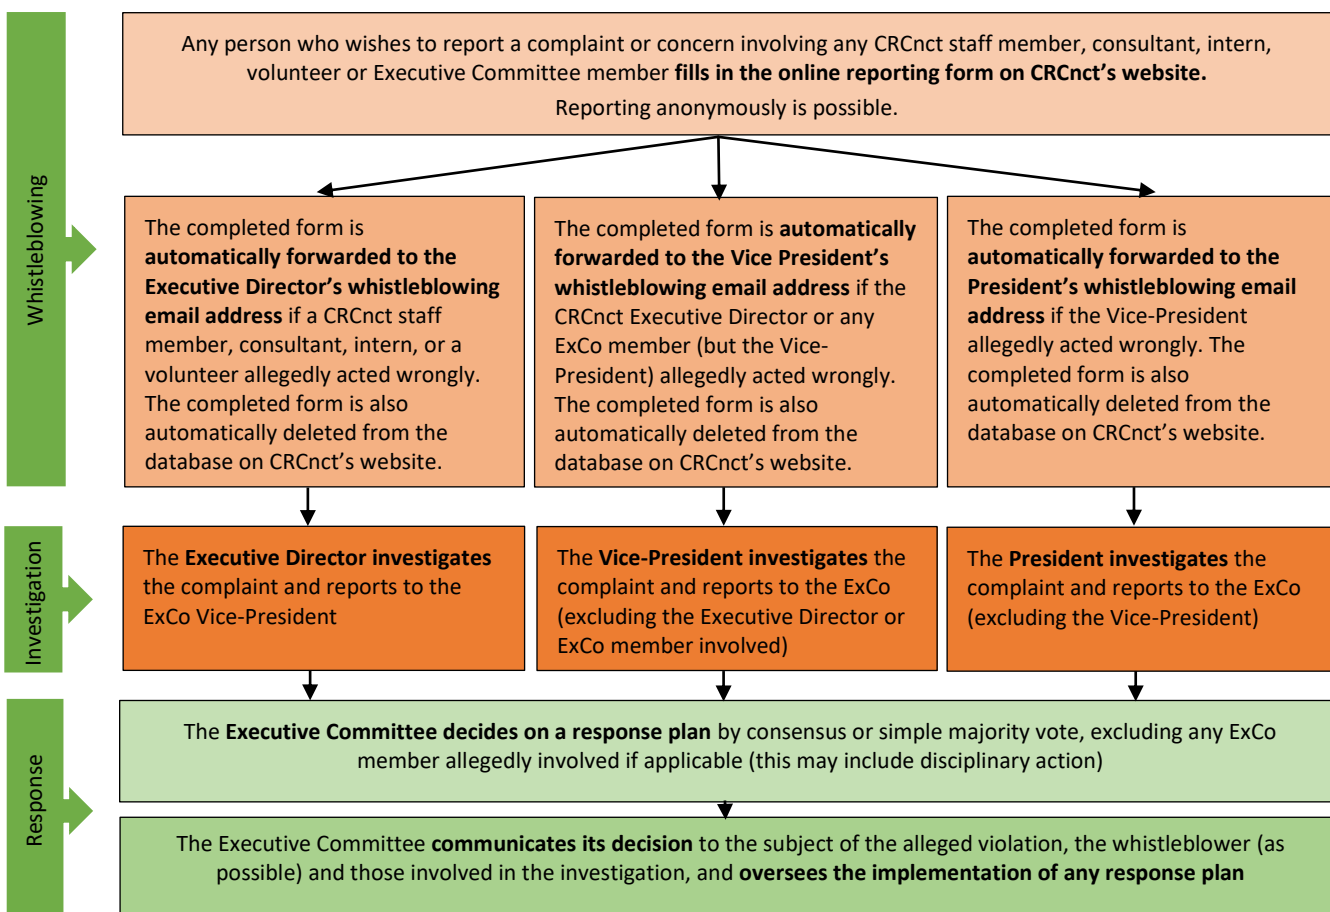 Whistleblowing
Any person who wishes to report a complaint or concern involving any CRCnct staff member, consultant, intern,
volunteer or Executive Committee member fills in the online reporting form on CRCnct's website.
Reporting anonymously is possible.
The completed form is
automatically forwarded to the
Executive Director's whistleblowing
email address if a CRCnct staff
member, consultant, intern, or a
volunteer allegedly acted wrongly.
The completed form is also
automatically deleted from the
database on CRCnct's website.
The completed form is automatically
forwarded to the Vice President's
whistleblowing email address if the
CRCnct Executive Director or any
ExCo member (but the Vice-
President) allegedly acted wrongly.
The completed form is also
automatically deleted from the
database on CRCnct's website.
The completed form is
automatically forwarded to the
President's whistleblowing email
address if the Vice-President
allegedly acted wrongly. The
completed form is also
automatically deleted from the
database on CRCnct's website.
Investigation
The Executive Director investigates
the complaint and reports to the
ExCo Vice-President
The Vice-President investigates the
complaint and reports to the ExCo
(excluding the Executive Director or
ExCo member involved)
The President investigates the
complaint and reports to the ExCo
(excluding the Vice-President)
Response
The Executive Committee decides on a response plan by consensus or simple majority vote, excluding any ExCo
member allegedly involved if applicable (this may include disciplinary action)
The Executive Committee communicates its decision to the subject of the alleged violation, the whistleblower (as
possible) and those involved in the investigation, and oversees the implementation of any response plan